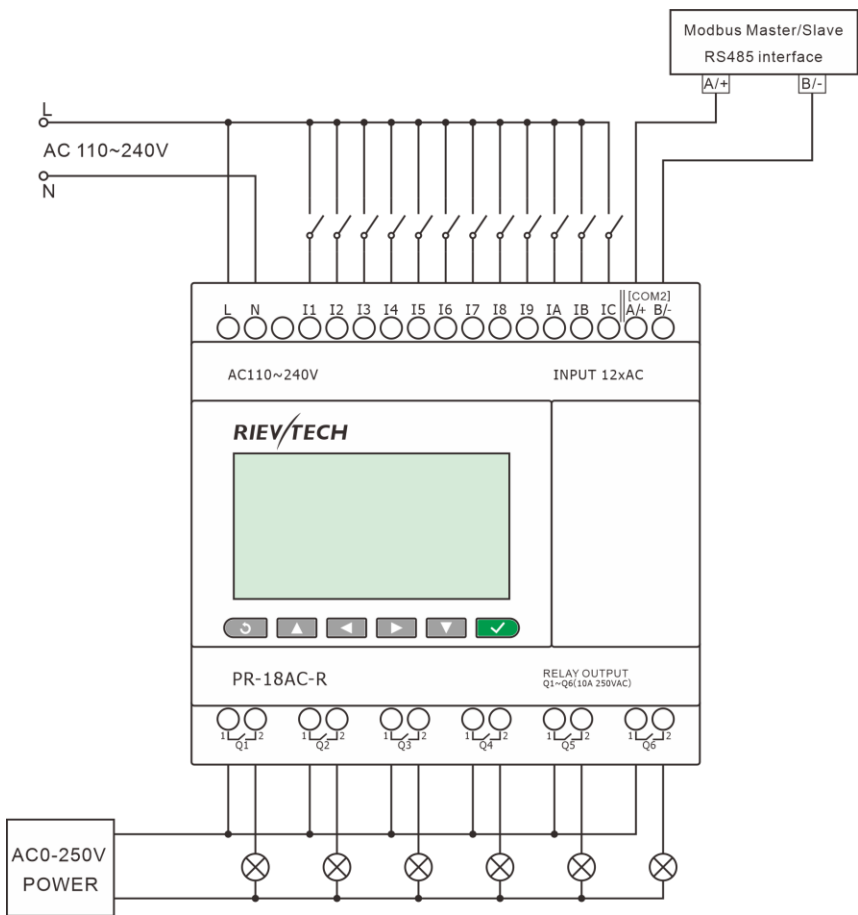 Modbus Master/Slave
RS485 interface
A/+ B/-
L
AC 110~240V
N
[COM2]
L N I1 I2 I3 I4 I5 I6 I7 I8 I9 IA IB IC A/+ B/-
AC110~240V INPUT 12xAC
RIEVTECH
PR-18AC-R
RELAY OUTPUT
Q1~Q6(10A 250VAC)
1 2 1 2 1 2 1 2 1 2 1 2
Q1 Q2 Q3 Q4 Q5 Q6
AC0-250V
POWER